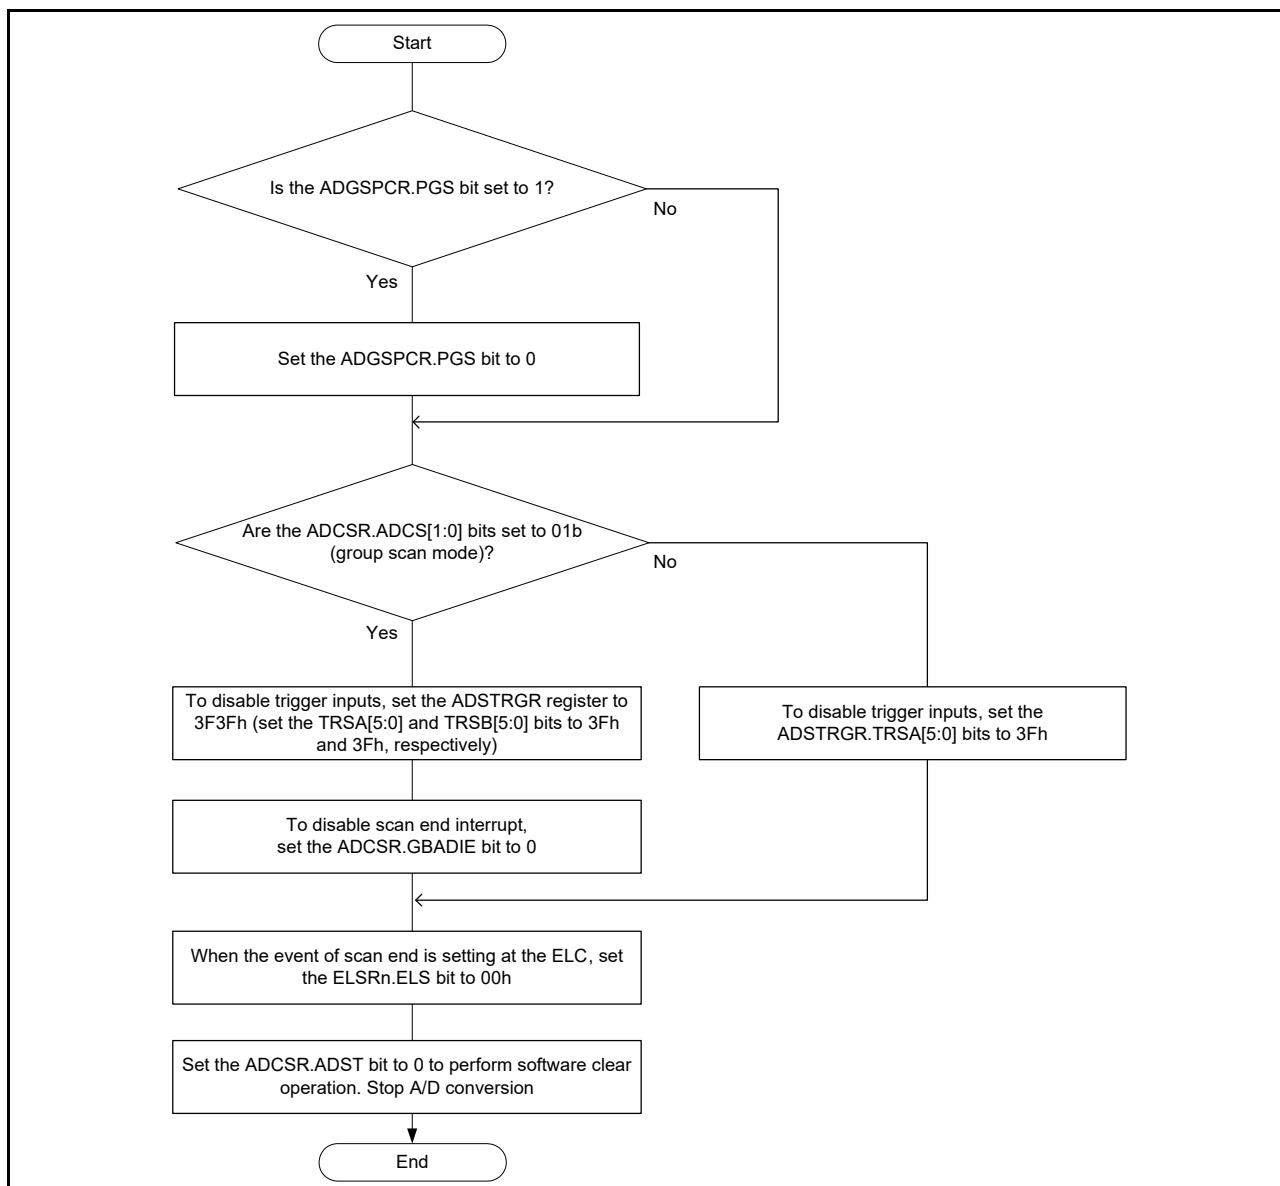 Start
Is the ADGSPCR.PGS bit set to 1?
No
Yes
Set the ADGSPCR.PGS bit to 0
Are the ADCSR.ADCS[1:0] bits set to 01b
(group scan mode)?
No
Yes
To disable trigger inputs, set the ADSTRGR register to
3F3Fh (set the TRSA[5:0] and TRSB[5:0] bits to 3Fh
and 3Fh, respectively)
To disable trigger inputs, set the
ADSTRGR.TRSA[5:0] bits to 3Fh
To disable scan end interrupt,
set the ADCSR.GBADIE bit to 0
When the event of scan end is setting at the ELC, set
the ELSRn.ELS bit to 00h
Set the ADCSR.ADST bit to 0 to perform software clear
operation. Stop A/D conversion
End